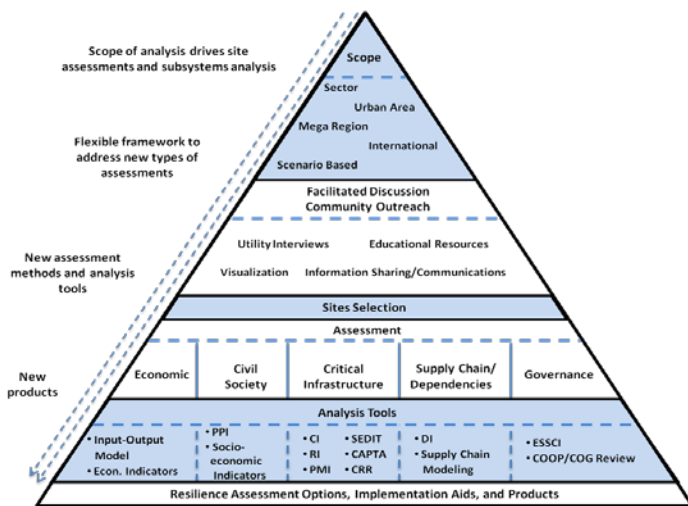 Scope of analysis drives site
assessments and subsystems analysis
Flexible framework to
address new types of
assessments
New assessment
methods and analysis
tools
New
products
Scope
Sector
Urban Area
Mega Region
International
Scenario Based
Facilitated Discussion
Community Outreach
Utility Interviews Educational Resources
Visualization Information Sharing/Communications
Sites Selection
Assessment
Economic
Civil
Society
Critical
Infrastructure
Supply Chain/
Dependencies
Governance
Analysis Tools
• Input-Output
Model
• Econ. Indicators
• PPI
• Socio-
economic
Indicators
• CI • SEDIT
• RI • CAPTA
• PMI • CRR
• DI
• Supply Chain
Modeling
• ESSCI
• COOP/COG Review
Resilience Assessment Options, Implementation Aids, and Products